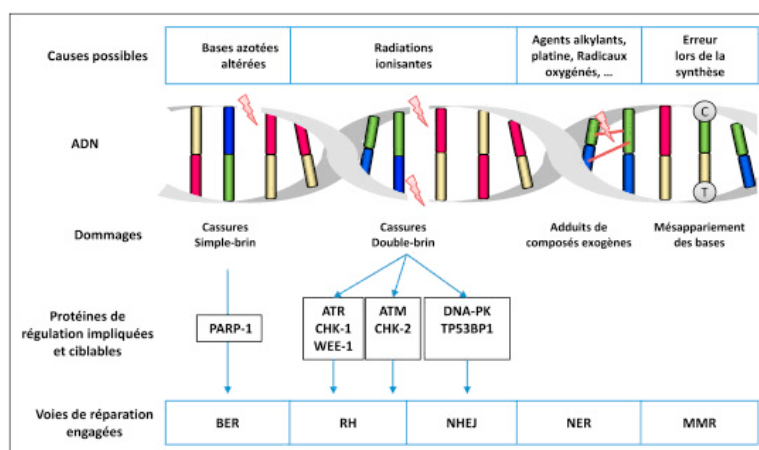 Causes possibles
Bases azotées
altérées
Radiations
ionisantes
Agents alkylants,
platine, Radicaux
oxygénés, ...
Erreur
lors de la
synthèse
ADN
C
T
Dommages
Cassures
Simple-brin
Cassures
Double-brin
Adduits de
composés exogènes
Mésappariement
des bases
Protéines de
régulation impliquées
et ciblables
PARP-1
ATR
CHK-1
WEE-1
ATM
CHK-2
DNA-PK
TP53BP1
Voies de réparation
engagées
BER
RH
NHEJ
NER
MMR